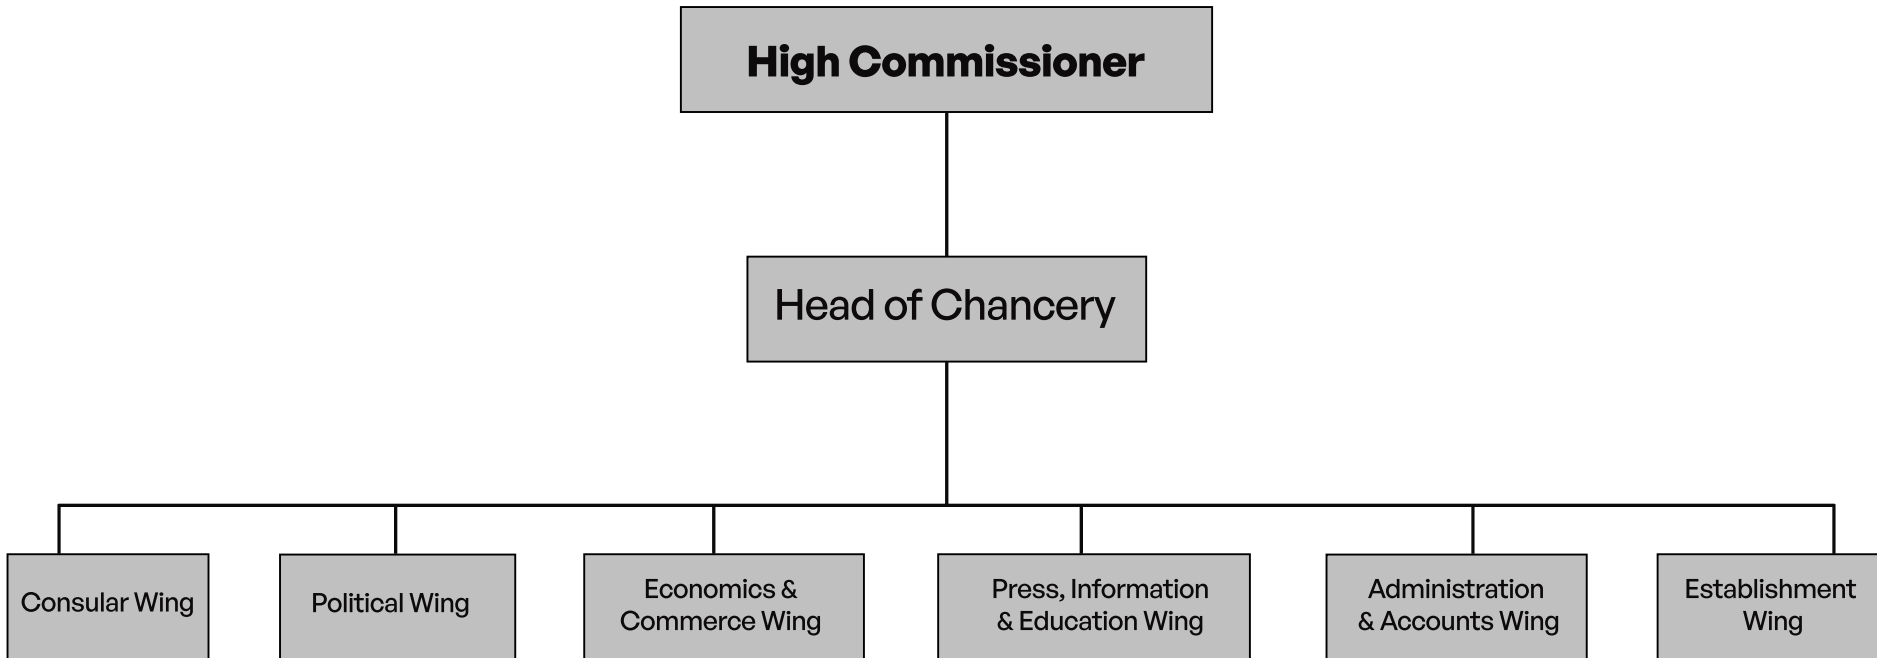 High Commissioner
Head of Chancery
Consular Wing
Political Wing
Economics &
Commerce Wing
Press, Information
& Education Wing
Administration
& Accounts Wing
Establishment
Wing